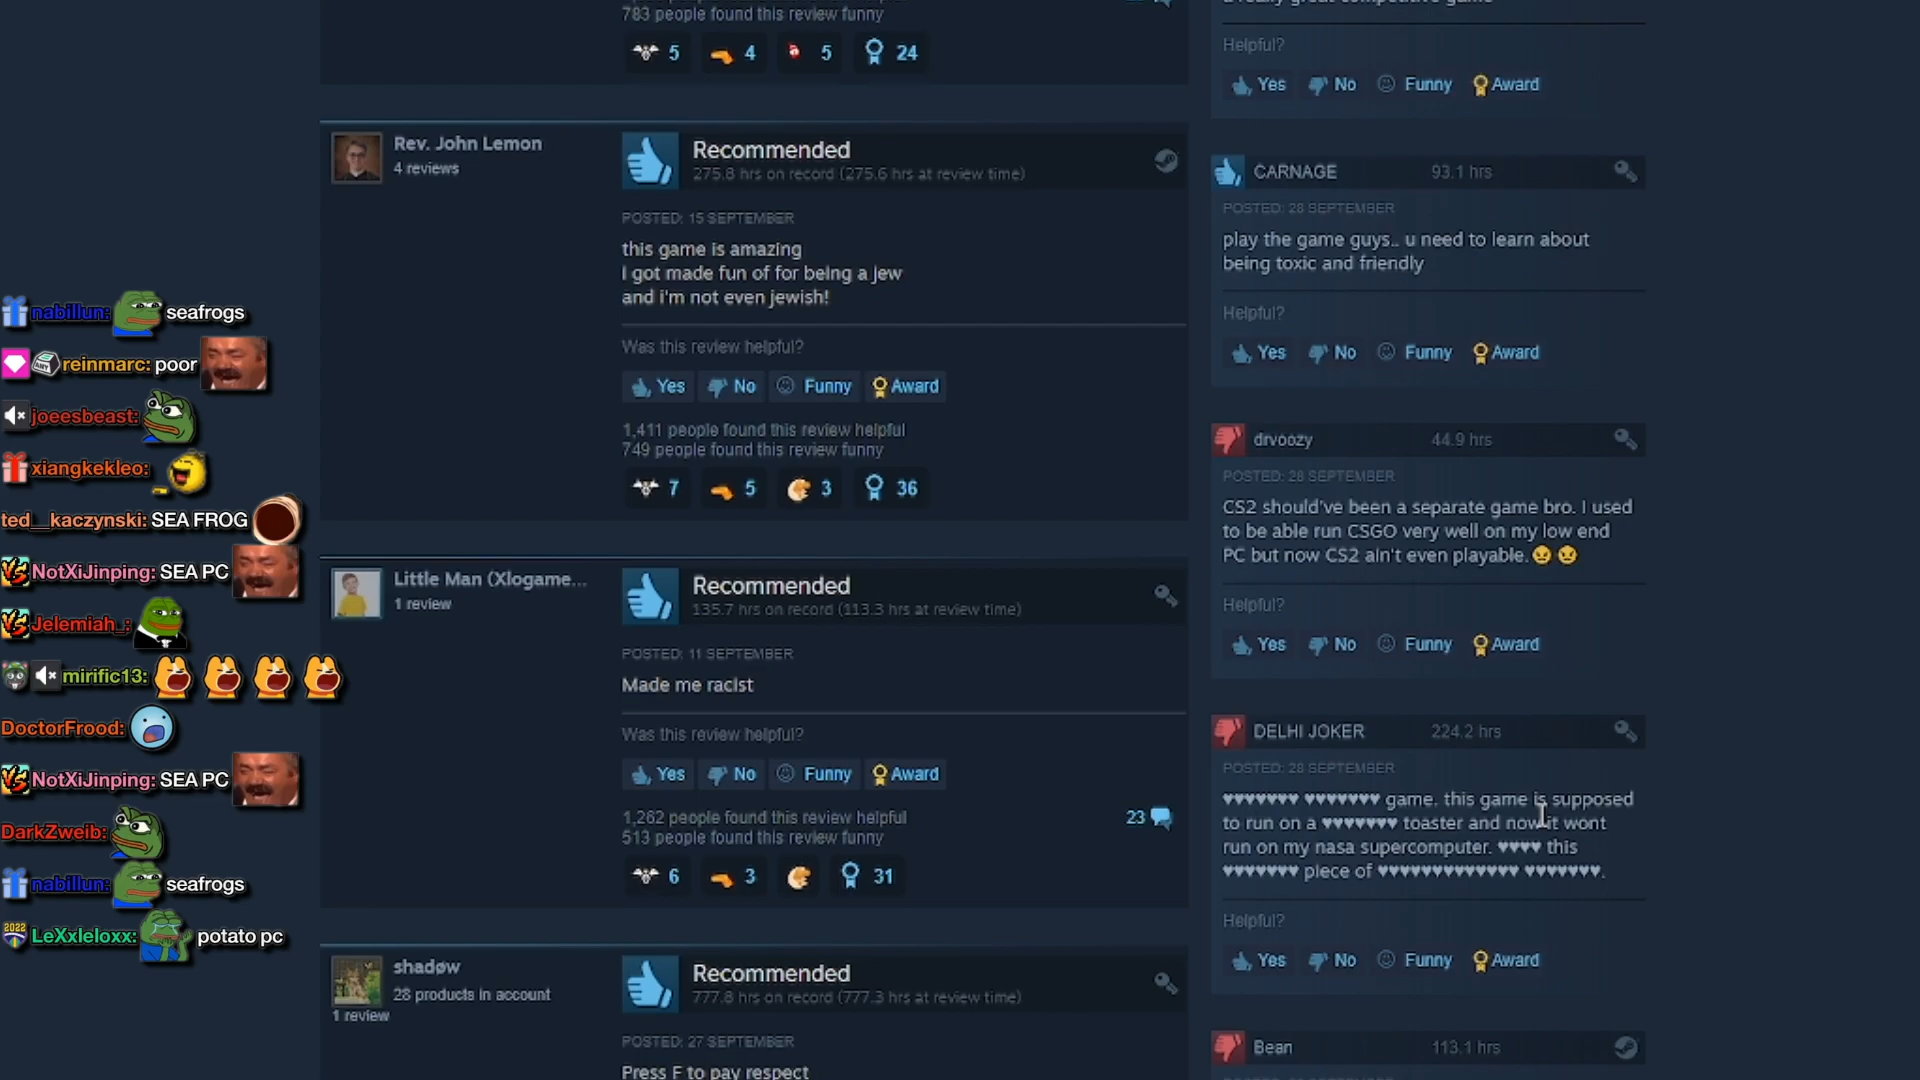 783 people found this review funny
5
4
5
24
Rev. John Lemon
4 reviews
Recommended
275.8 hrs on record (275.6 hrs at review time)
POSTED: 15 SEPTEMBER
this game is amazing
I got made fun of for being a jew
and i'm not even jewish!
Was this review helpful?
Yes
No
Funny
Award
1,411 people found this review helpful
749 people found this review funny
7
5
3
36
Little Man (Xlogame...
1 review
Recommended
135.7 hrs on record (113.3 hrs at review time)
POSTED: 11 SEPTEMBER
Made me racist
Was this review helpful?
Yes
No
Funny
Award
1,262 people found this review helpful
513 people found this review funny
23
6
3
31
shadøw
28 products in account
1 review
Recommended
777.8 hrs on record (777.3 hrs at review time)
POSTED: 27 SEPTEMBER
Press F to pay respect
Helpful?
Yes
No
Funny
Award
CARNAGE
93.1 hrs
POSTED: 28 SEPTEMBER
play the game guys.. u need to learn about
being toxic and friendly
Helpful?
Yes
No
Funny
Award
drvoozy
44.9 hrs
POSTED: 28 SEPTEMBER
CS2 should've been a separate game bro. I used
to be able run CSGO very well on my low end
PC but now CS2 ain't even playable. 😠 😠
Helpful?
Yes
No
Funny
Award
DELHI JOKER
224.2 hrs
POSTED: 28 SEPTEMBER
♥♥♥♥♥♥♥ ♥♥♥♥♥♥♥ game. this game is supposed
to run on a ♥♥♥♥♥♥♥ toaster and now it wont
run on my nasa supercomputer. ♥♥♥♥ this
♥♥♥♥♥♥♥ piece of ♥♥♥♥♥♥♥♥♥♥♥♥♥ ♥♥♥♥♥♥♥.
Helpful?
Yes
No
Funny
Award
Bean
113.1 hrs
nabillun: seafrogs
reinmarc: poor
joeesbeast:
xiangkekleo:
ted__kaczynski: SEA FROG
NotXiJinping: SEA PC
Jelemiah_:
mirific13:
DoctorFrood:
NotXiJinping: SEA PC
DarkZweib:
nabillun: seafrogs
LeXxleloxx: potato pc